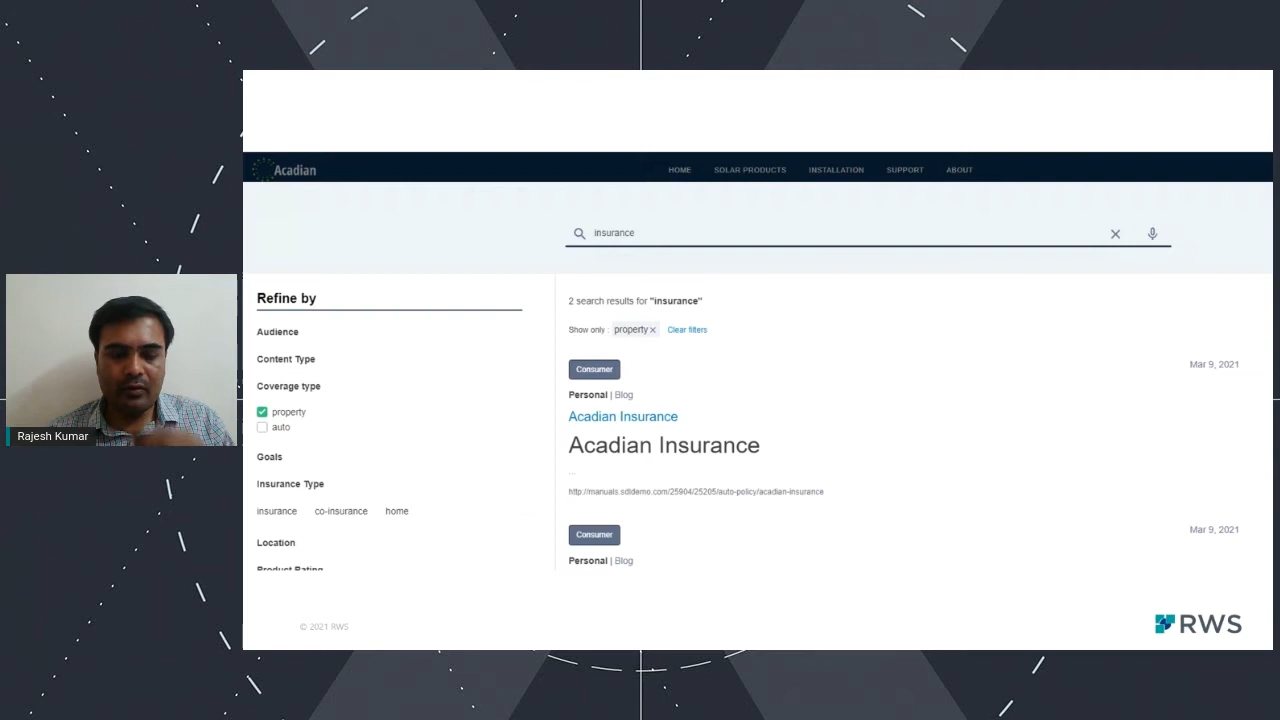 Acadian
HOME SOLAR PRODUCTS INSTALLATION SUPPORT ABOUT
insurance
Refine by
Audience
Content Type
Coverage type
property
auto
Goals
Insurance Type
insurance co-insurance home
Location
Product Rating
2 search results for "insurance"
Show only : property × Clear filters
Consumer
Mar 9, 2021
Personal | Blog
Acadian Insurance
Acadian Insurance
...
http://manuals.sdldemo.com/25904/25205/auto-policy/acadian-insurance
Consumer
Mar 9, 2021
Personal | Blog
Rajesh Kumar
© 2021 RWS
RWS